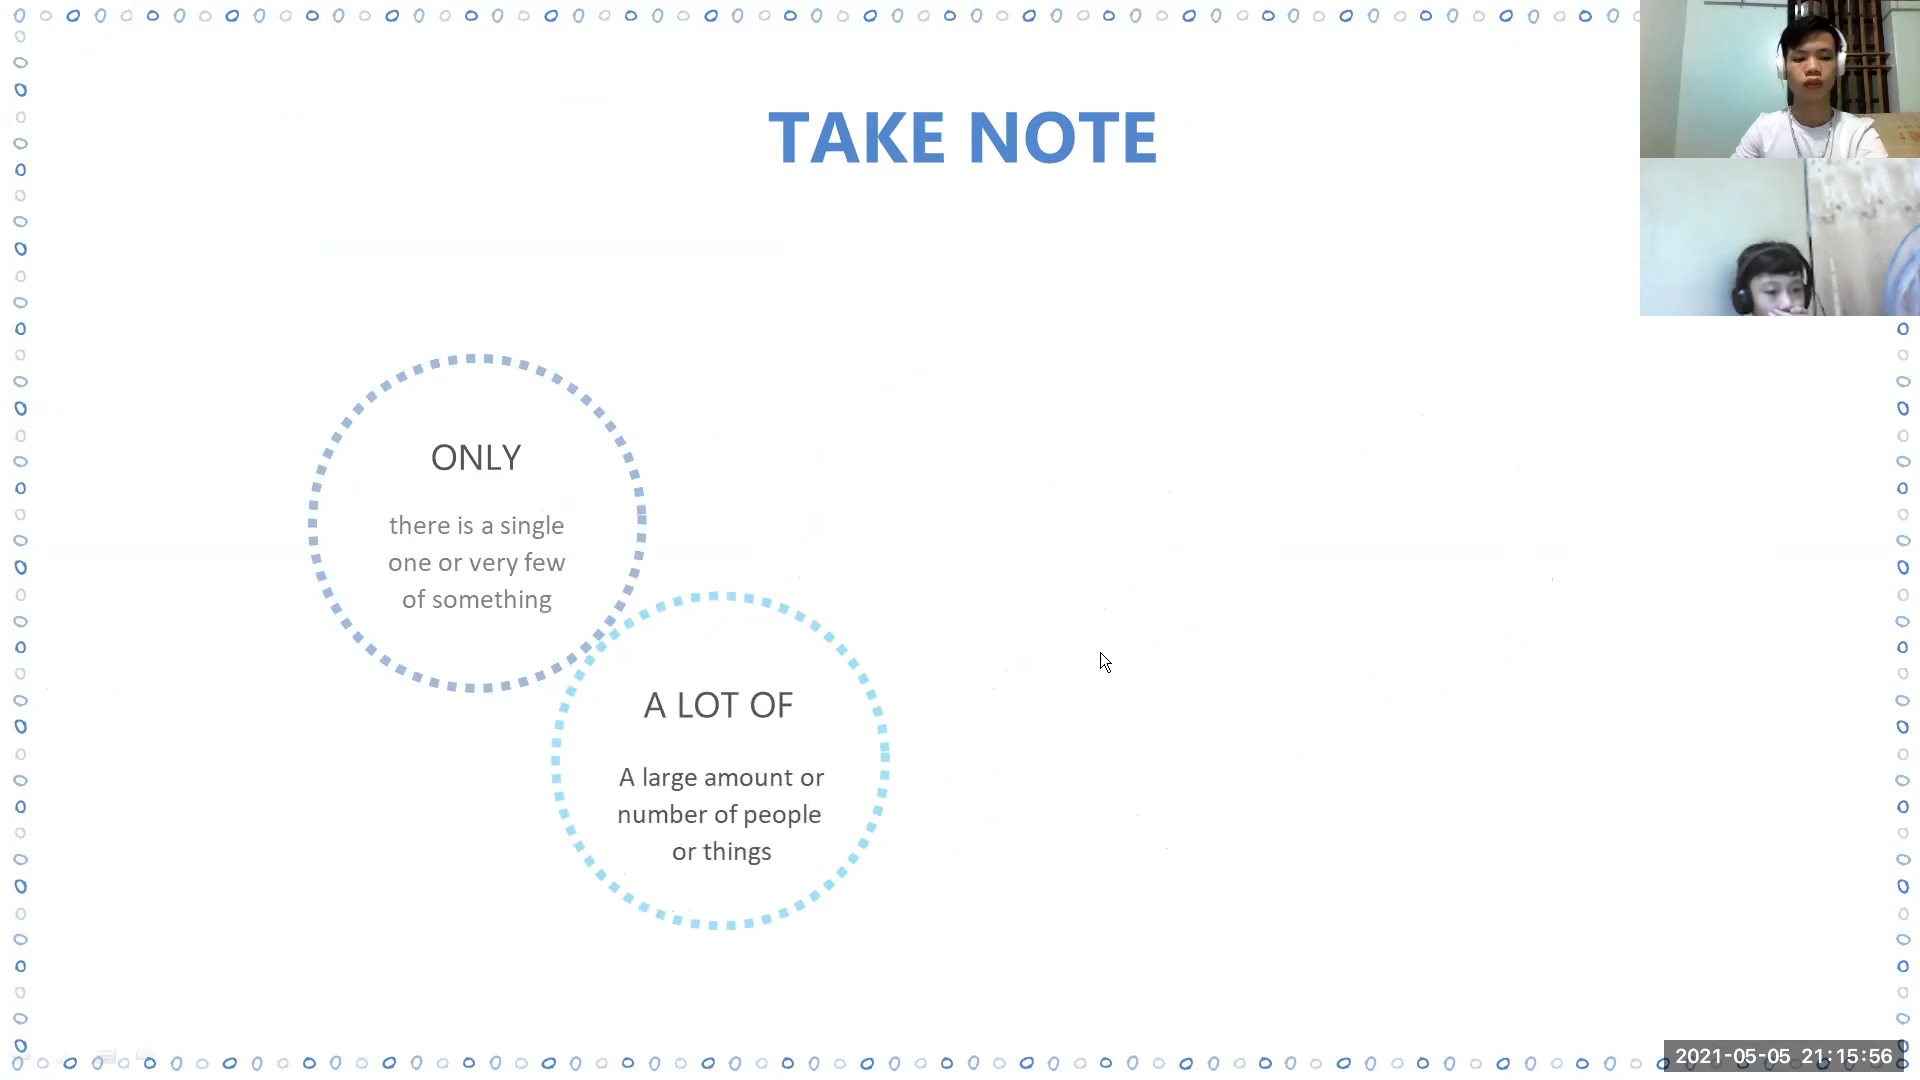 TAKE NOTE
ONLY
there is a single
one or very few
of something
A LOT OF
A large amount or
number of people
or things
2021-05-05 21:15:56